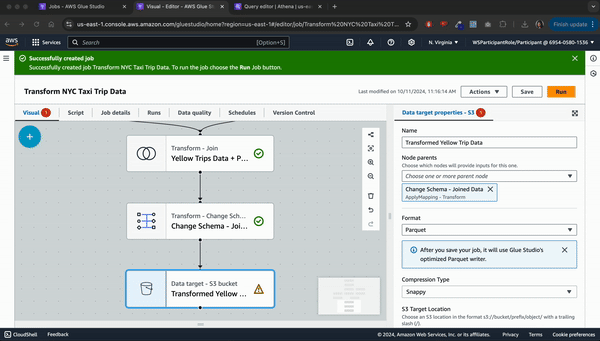 Jobs - AWS Glue Studio
Visual - Editor - AWS Glue Studio
Query editor | Athena | us-e
us-east-1.console.aws.amazon.com/gluestudio/home?region=us-east-1#/editor/job/Transform%20NYC%20Taxi%20T...
Finish update
aws
Services
Search
[Option+S]
N. Virginia
WSParticipantRole/Participant @ 6954-0580-1536
Successfully created job
Successfully created job Transform NYC Taxi Trip Data. To run the job choose the Run Job button.
Transform NYC Taxi Trip Data
Last modified on 10/11/2024, 11:16:14 AM
Actions
Save
Run
Visual 1
Script
Job details
Runs
Data quality
Schedules
Version Control
Transform - Join
Yellow Trips Data + P...
Transform - Change Sch...
Change Schema - Joi...
Data target - S3 bucket
Transformed Yellow ...
Data target properties - S3 1
Name
Transformed Yellow Trip Data
Node parents
Choose which nodes will provide inputs for this one.
Choose one or more parent node
Change Schema - Joined Data
ApplyMapping - Transform
Format
Parquet
After you save your job, it will use Glue Studio's
optimized Parquet writer.
Compression Type
Snappy
S3 Target Location
Choose an S3 location in the format s3://bucket/prefix/object/ with a trailing
slash (/).
CloudShell
Feedback
© 2024, Amazon Web Services, Inc. or its affiliates.
Privacy
Terms
Cookie preferences